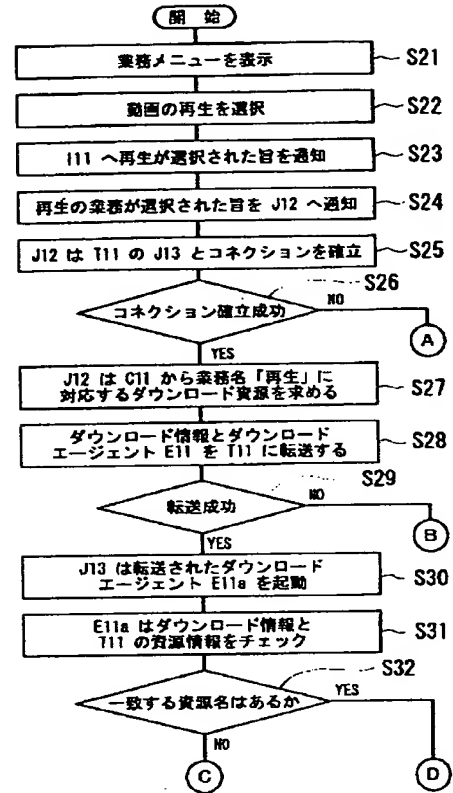 開 始
業務メニューを表示
S21
動画の再生を選択
S22
I11 へ再生が選択された旨を通知
S23
再生の業務が選択された旨を J12 へ通知
S24
J12 は T11 の J13 とコネクションを確立
S25
コネクション確立成功
S26
NO
A
YES
J12 は C11 から業務名「再生」に
対応するダウンロード資源を求める
S27
ダウンロード情報とダウンロード
エージェント E11 を T11 に転送する
S28
転送成功
S29
NO
B
YES
J13 は転送されたダウンロード
エージェント E11a を起動
S30
E11a はダウンロード情報と
T11 の資源情報をチェック
S31
一致する資源名はあるか
S32
YES
NO
C
D